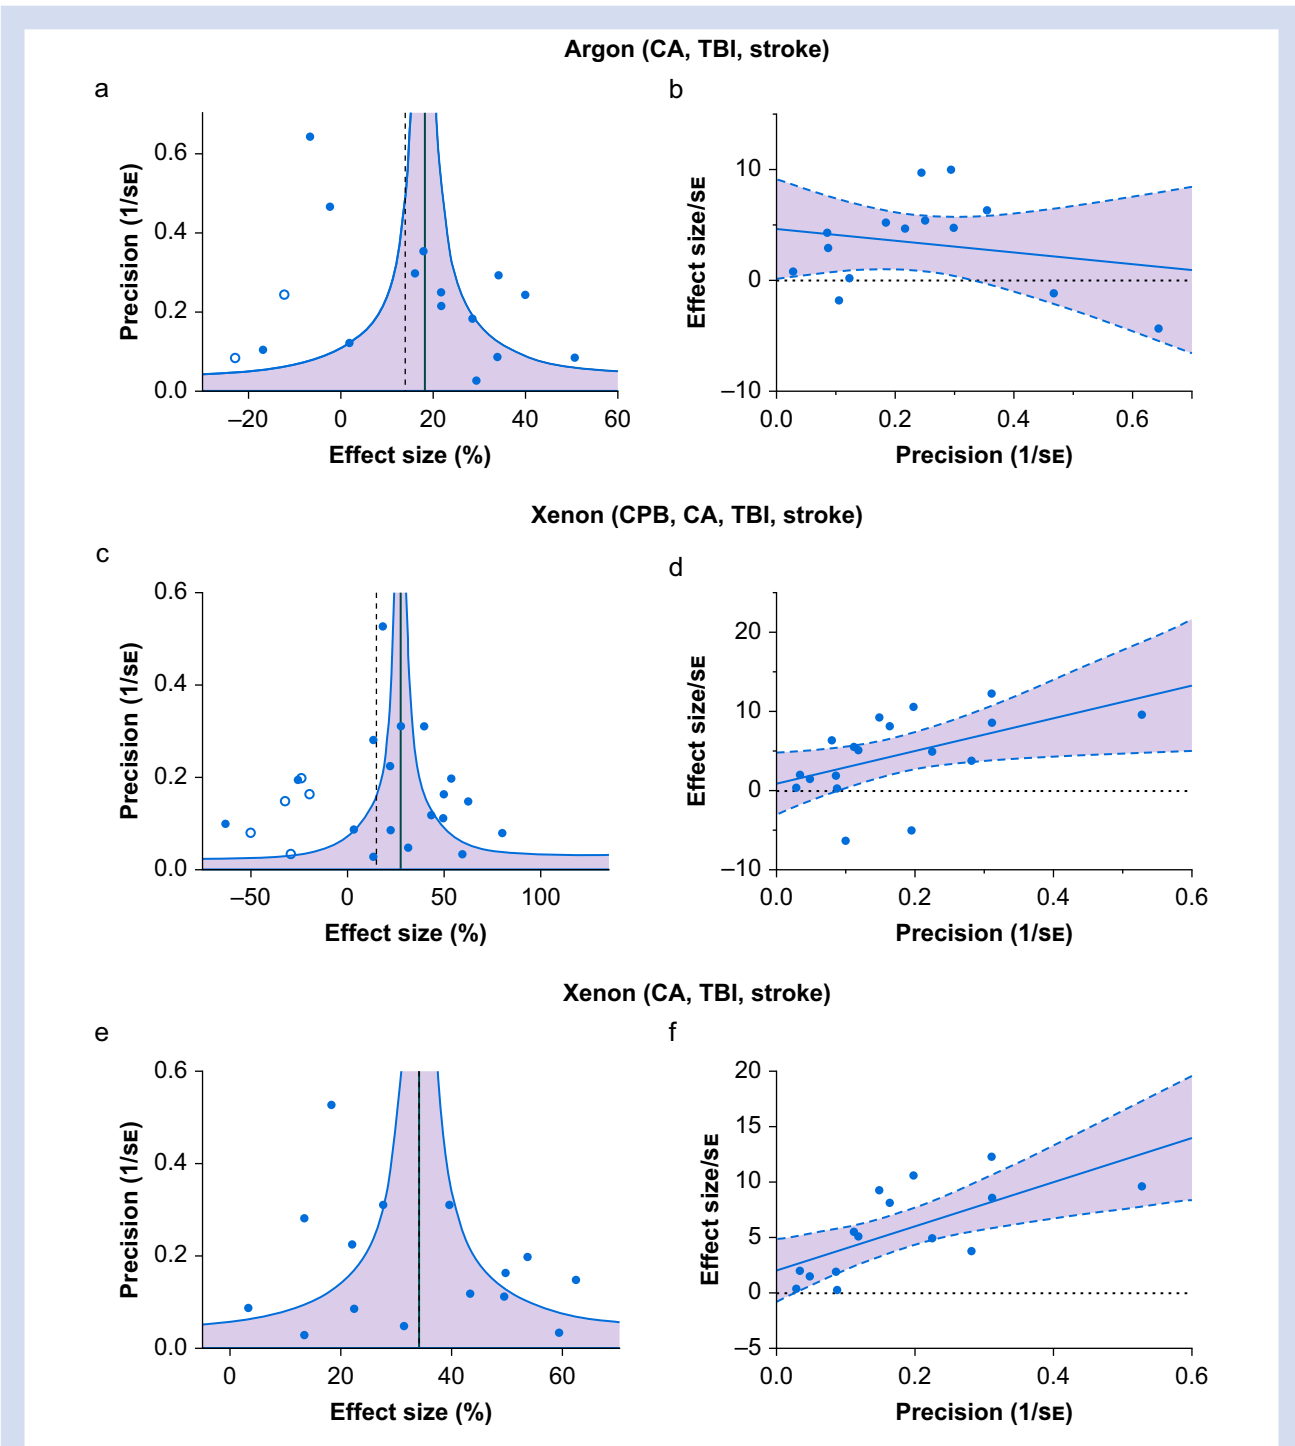 Argon (CA, TBI, stroke)
a
b
Precision (1/SE)
0.6
0.4
0.2
0.0
–20 0 20 40 60
Effect size (%)
Effect size/SE
10
0
–10
0.0 0.2 0.4 0.6
Precision (1/SE)
Xenon (CPB, CA, TBI, stroke)
c
d
Precision (1/SE)
0.6
0.4
0.2
0.0
–50 0 50 100
Effect size (%)
Effect size/SE
20
10
0
–10
0.0 0.2 0.4 0.6
Precision (1/SE)
Xenon (CA, TBI, stroke)
e
f
Precision (1/SE)
0.6
0.4
0.2
0.0
0 20 40 60
Effect size (%)
Effect size/SE
20
15
10
5
0
–5
0.0 0.2 0.4 0.6
Precision (1/SE)